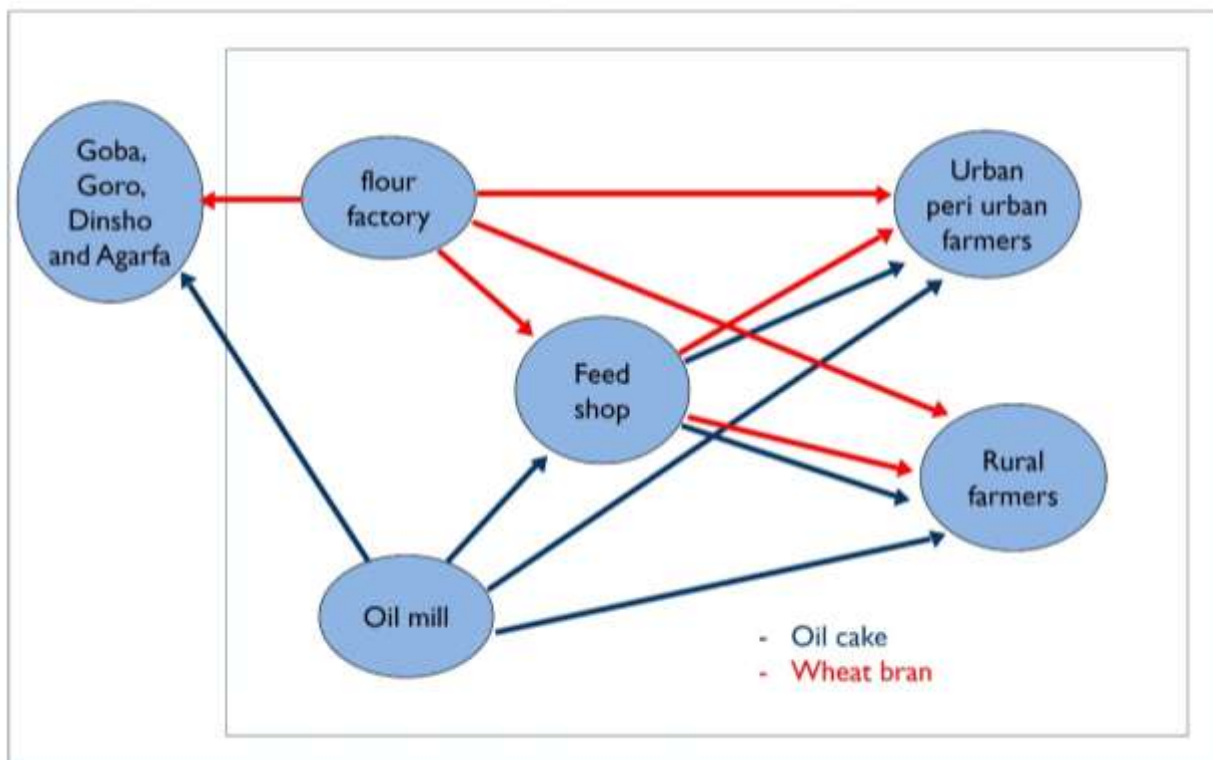 Goba,
Goro,
Dinsho
and Agarfa
flour
factory
Urban
peri urban
farmers
Feed
shop
Rural
farmers
Oil mill
- Oil cake
- Wheat bran